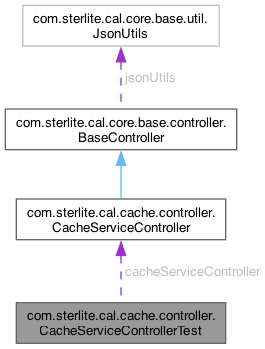 com.sterlite.cal.core.base.util.
JsonUtils
jsonUtils
com.sterlite.cal.core.base.controller.
BaseController
com.sterlite.cal.cache.controller.
CacheServiceController
cacheServiceController
com.sterlite.cal.cache.controller.
CacheServiceControllerTest